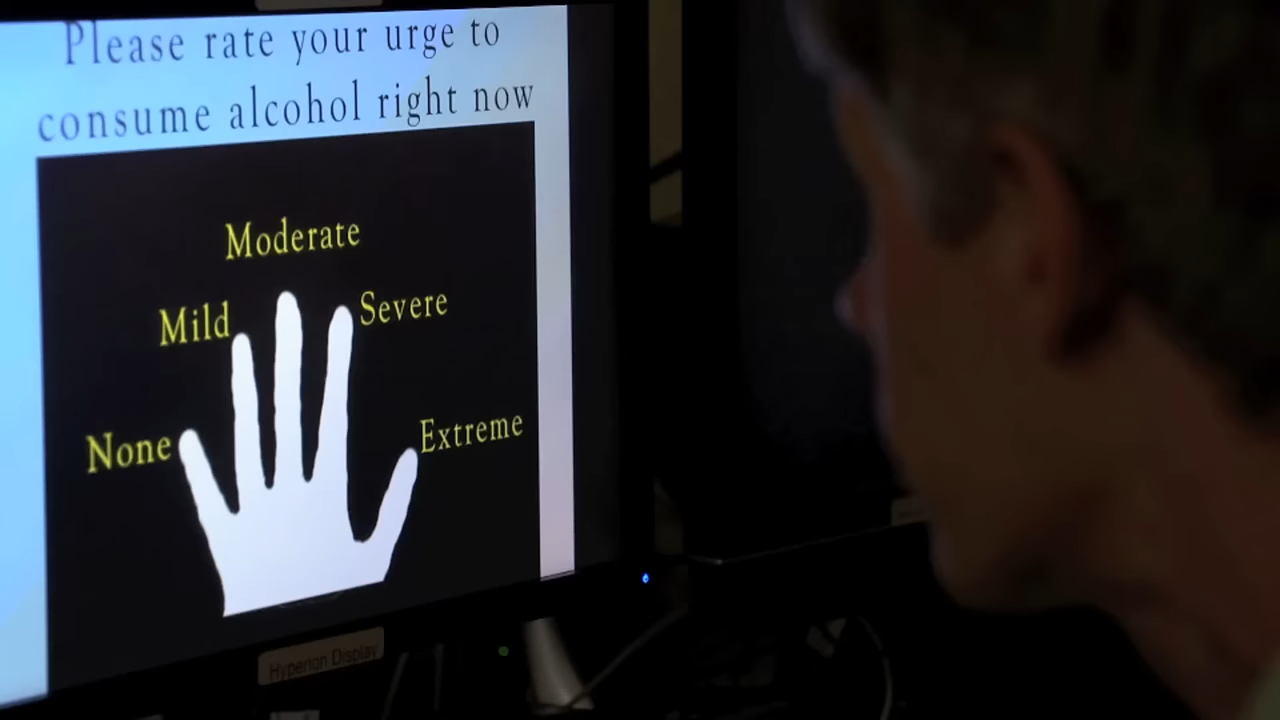 Please rate your urge to
consume alcohol right now
Moderate
Mild
Severe
None
Extreme
Hyperion Display